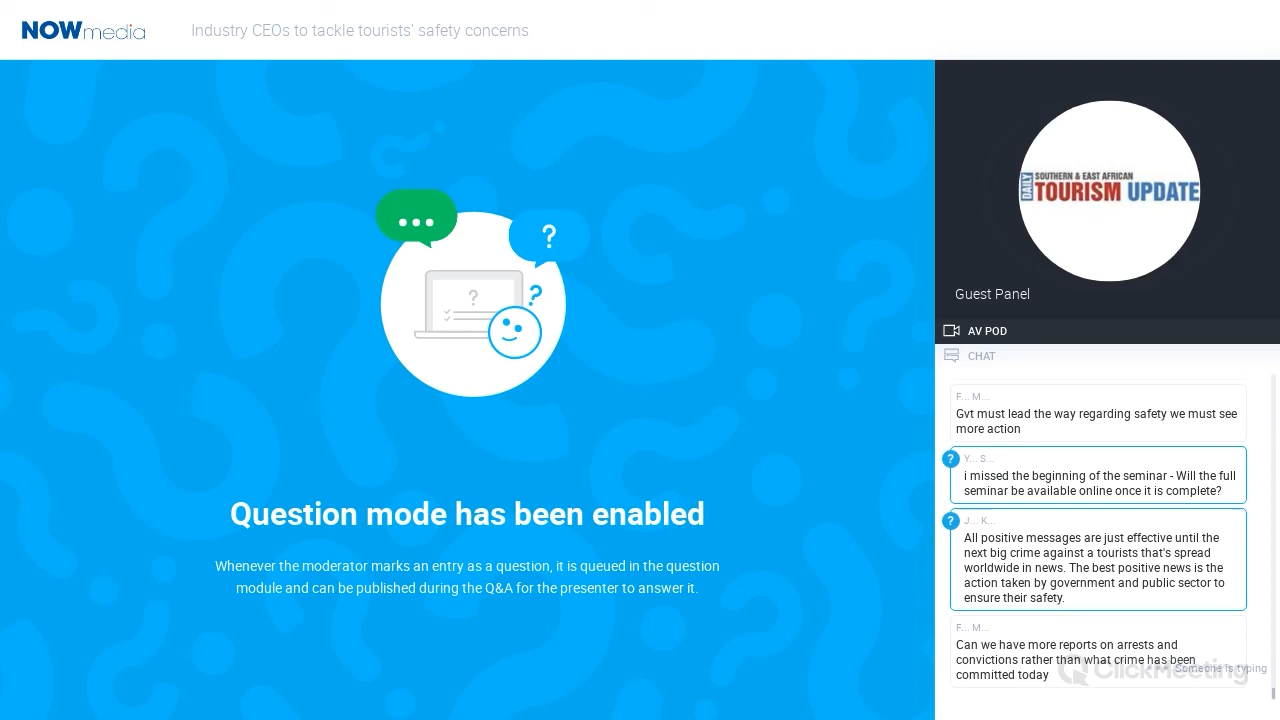 NOWmedia
Industry CEOs to tackle tourists' safety concerns
?
?
?
Question mode has been enabled
Whenever the moderator marks an entry as a question, it is queued in the question
module and can be published during the Q&A for the presenter to answer it.
DAILY
SOUTHERN & EAST AFRICAN
TOURISM UPDATE
Guest Panel
AV POD
CHAT
F... M...
Gvt must lead the way regarding safety we must see
more action
?
Y... S...
i missed the beginning of the seminar - Will the full
seminar be available online once it is complete?
?
J... K...
All positive messages are just effective until the
next big crime against a tourists that's spread
worldwide in news. The best positive news is the
action taken by government and public sector to
ensure their safety.
F... M...
Can we have more reports on arrests and
convictions rather than what crime has been
committed today
Someone is typing
ClickMeeting